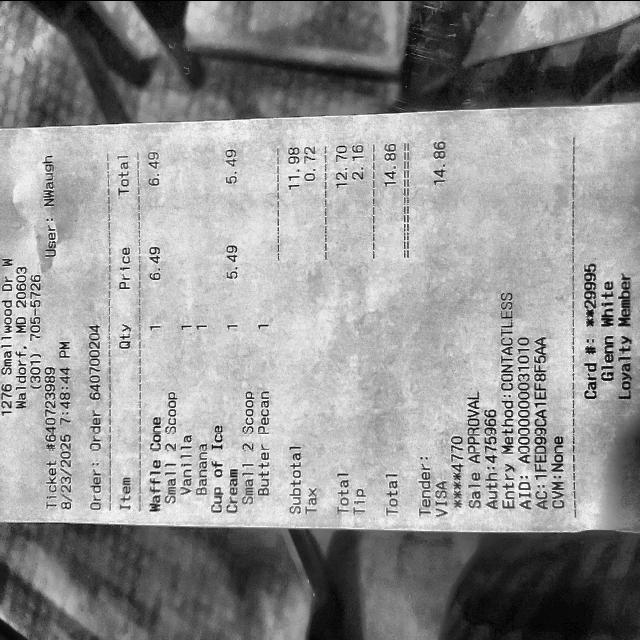 1276 Smallwood Dr W
Waldorf, MD 20603
(301) 705-5726
Ticket #640723989 User: NWaugh
8/23/2025 7:48:44 PM
Order: Order 640700204
Item Qty Price Total
Waffle Cone 1 6.49 6.49
Small 2 Scoop
Vanilla 1
Banana 1
Cup of Ice 1 5.49 5.49
Cream
Small 2 Scoop
Butter Pecan 1
Subtotal 11.98
Tax 0.72
Total 12.70
Tip 2.16
Total 14.86
Tender:
VISA 14.86
****4770
Sale APPROVAL
Auth:475966
Entry Method:CONTACTLESS
AID: A0000000031010
AC: 1FED99CA1EF8F5AA
CVM:None
Card #: **29995
Glenn White
Loyalty Member